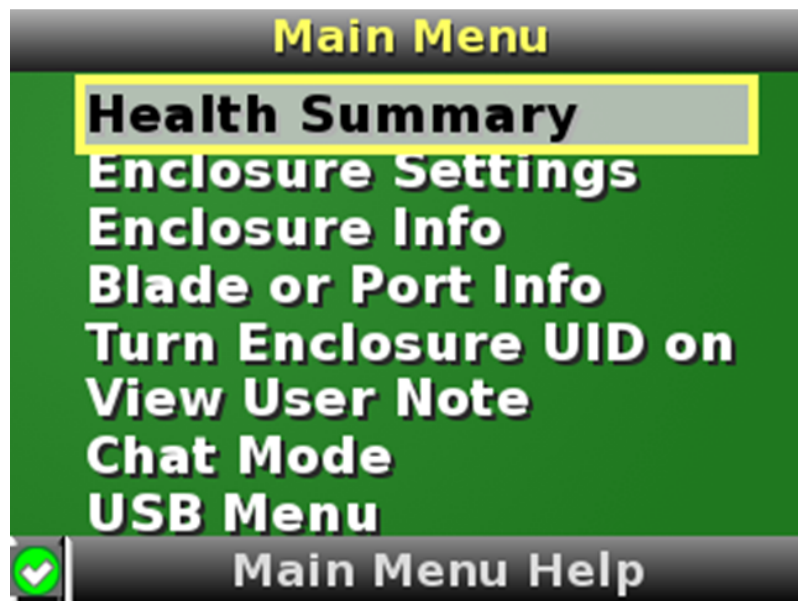 Main Menu
Health Summary
Enclosure Settings
Enclosure Info
Blade or Port Info
Turn Enclosure UID on
View User Note
Chat Mode
USB Menu
Main Menu Help